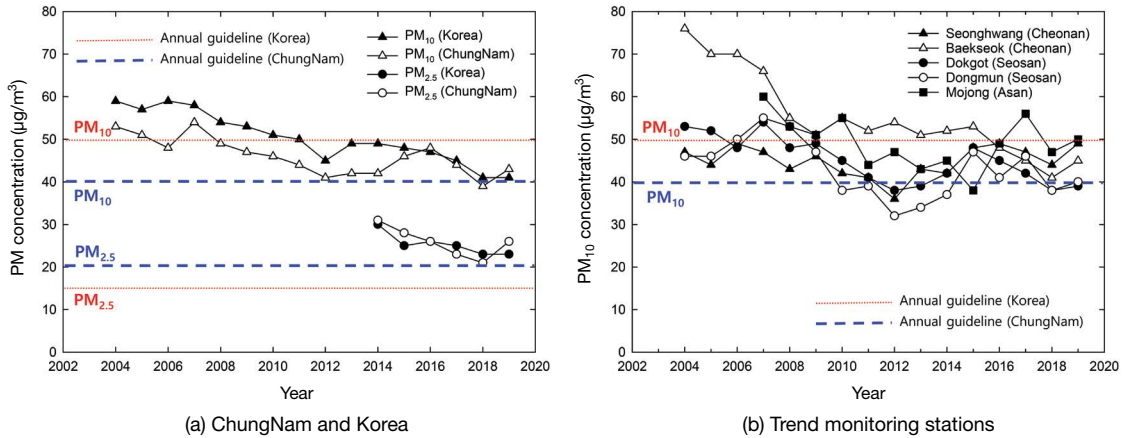 Annual guideline (Korea)
Annual guideline (ChungNam)
PM10 (Korea)
PM10 (ChungNam)
PM2.5 (Korea)
PM2.5 (ChungNam)
PM10
PM10
PM2.5
PM2.5
80
70
60
50
40
30
20
10
0
PM concentration (μg/m³)
2002 2004 2006 2008 2010 2012 2014 2016 2018 2020
Year
(a) ChungNam and Korea
Seonghwang (Cheonan)
Baekseok (Cheonan)
Dokgot (Seosan)
Dongmun (Seosan)
Mojong (Asan)
PM10
PM10
Annual guideline (Korea)
Annual guideline (ChungNam)
80
70
60
50
40
30
20
10
0
PM10 concentration (μg/m³)
2002 2004 2006 2008 2010 2012 2014 2016 2018 2020
Year
(b) Trend monitoring stations